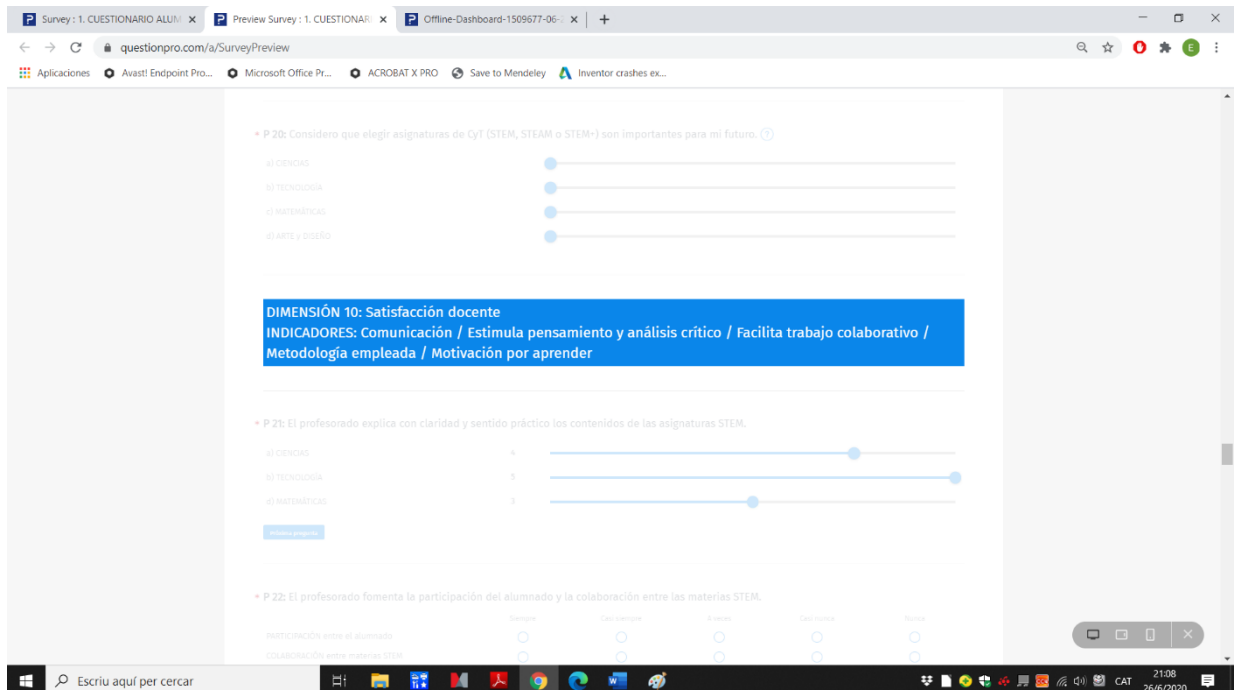 Survey : 1. CUESTIONARIO ALUM
Preview Survey : 1. CUESTIONARI
Offline-Dashboard-1509677-06-2
questionpro.com/a/SurveyPreview
Aplicaciones
Avast! Endpoint Pro...
Microsoft Office Pr...
ACROBAT X PRO
Save to Mendeley
Inventor crashes ex...
* P 20: Considero que elegir asignaturas de CyT (STEM, STEAM o STEM+) son importantes para mi futuro. ?
a) CIENCIAS
b) TECNOLOGÍA
c) MATEMÁTICAS
d) ARTE y DISEÑO
DIMENSIÓN 10: Satisfacción docente
INDICADORES: Comunicación / Estimula pensamiento y análisis crítico / Facilita trabajo colaborativo /
Metodología empleada / Motivación por aprender
* P 21: El profesorado explica con claridad y sentido práctico los contenidos de las asignaturas STEM.
a) CIENCIAS 4
b) TECNOLOGÍA 5
d) MATEMÁTICAS 3
* P 22: El profesorado fomenta la participación del alumnado y la colaboración entre las materias STEM.
Siempre Casi siempre A veces Casi nunca Nunca
PARTICIPACIÓN entre el alumnado
COLABORACIÓN entre materias STEM
Escriu aquí per cercar
CAT
21:08
26/6/2020